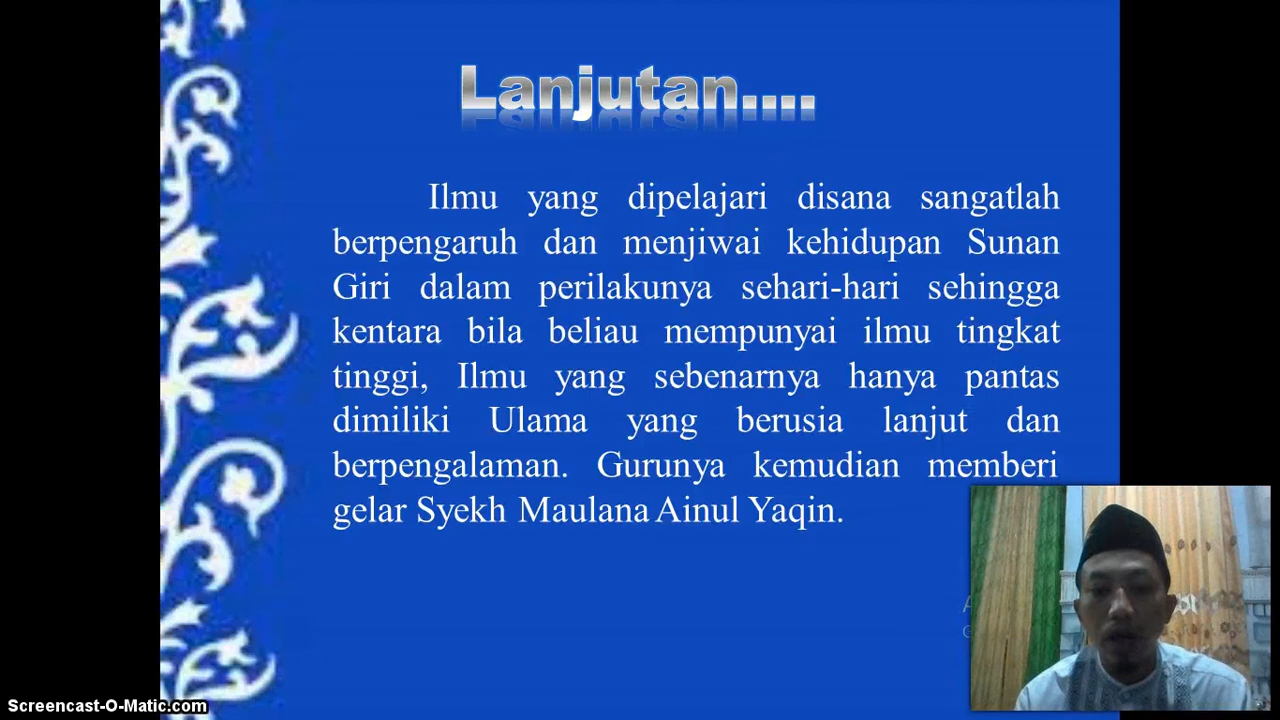 Lanjutan....
Ilmu yang dipelajari disana sangatlah
berpengaruh dan menjiwai kehidupan Sunan
Giri dalam perilakunya sehari-hari sehingga
kentara bila beliau mempunyai ilmu tingkat
tinggi, Ilmu yang sebenarnya hanya pantas
dimiliki Ulama yang berusia lanjut dan
berpengalaman. Gurunya kemudian memberi
gelar Syekh Maulana Ainul Yaqin.
Screencast-O-Matic.com